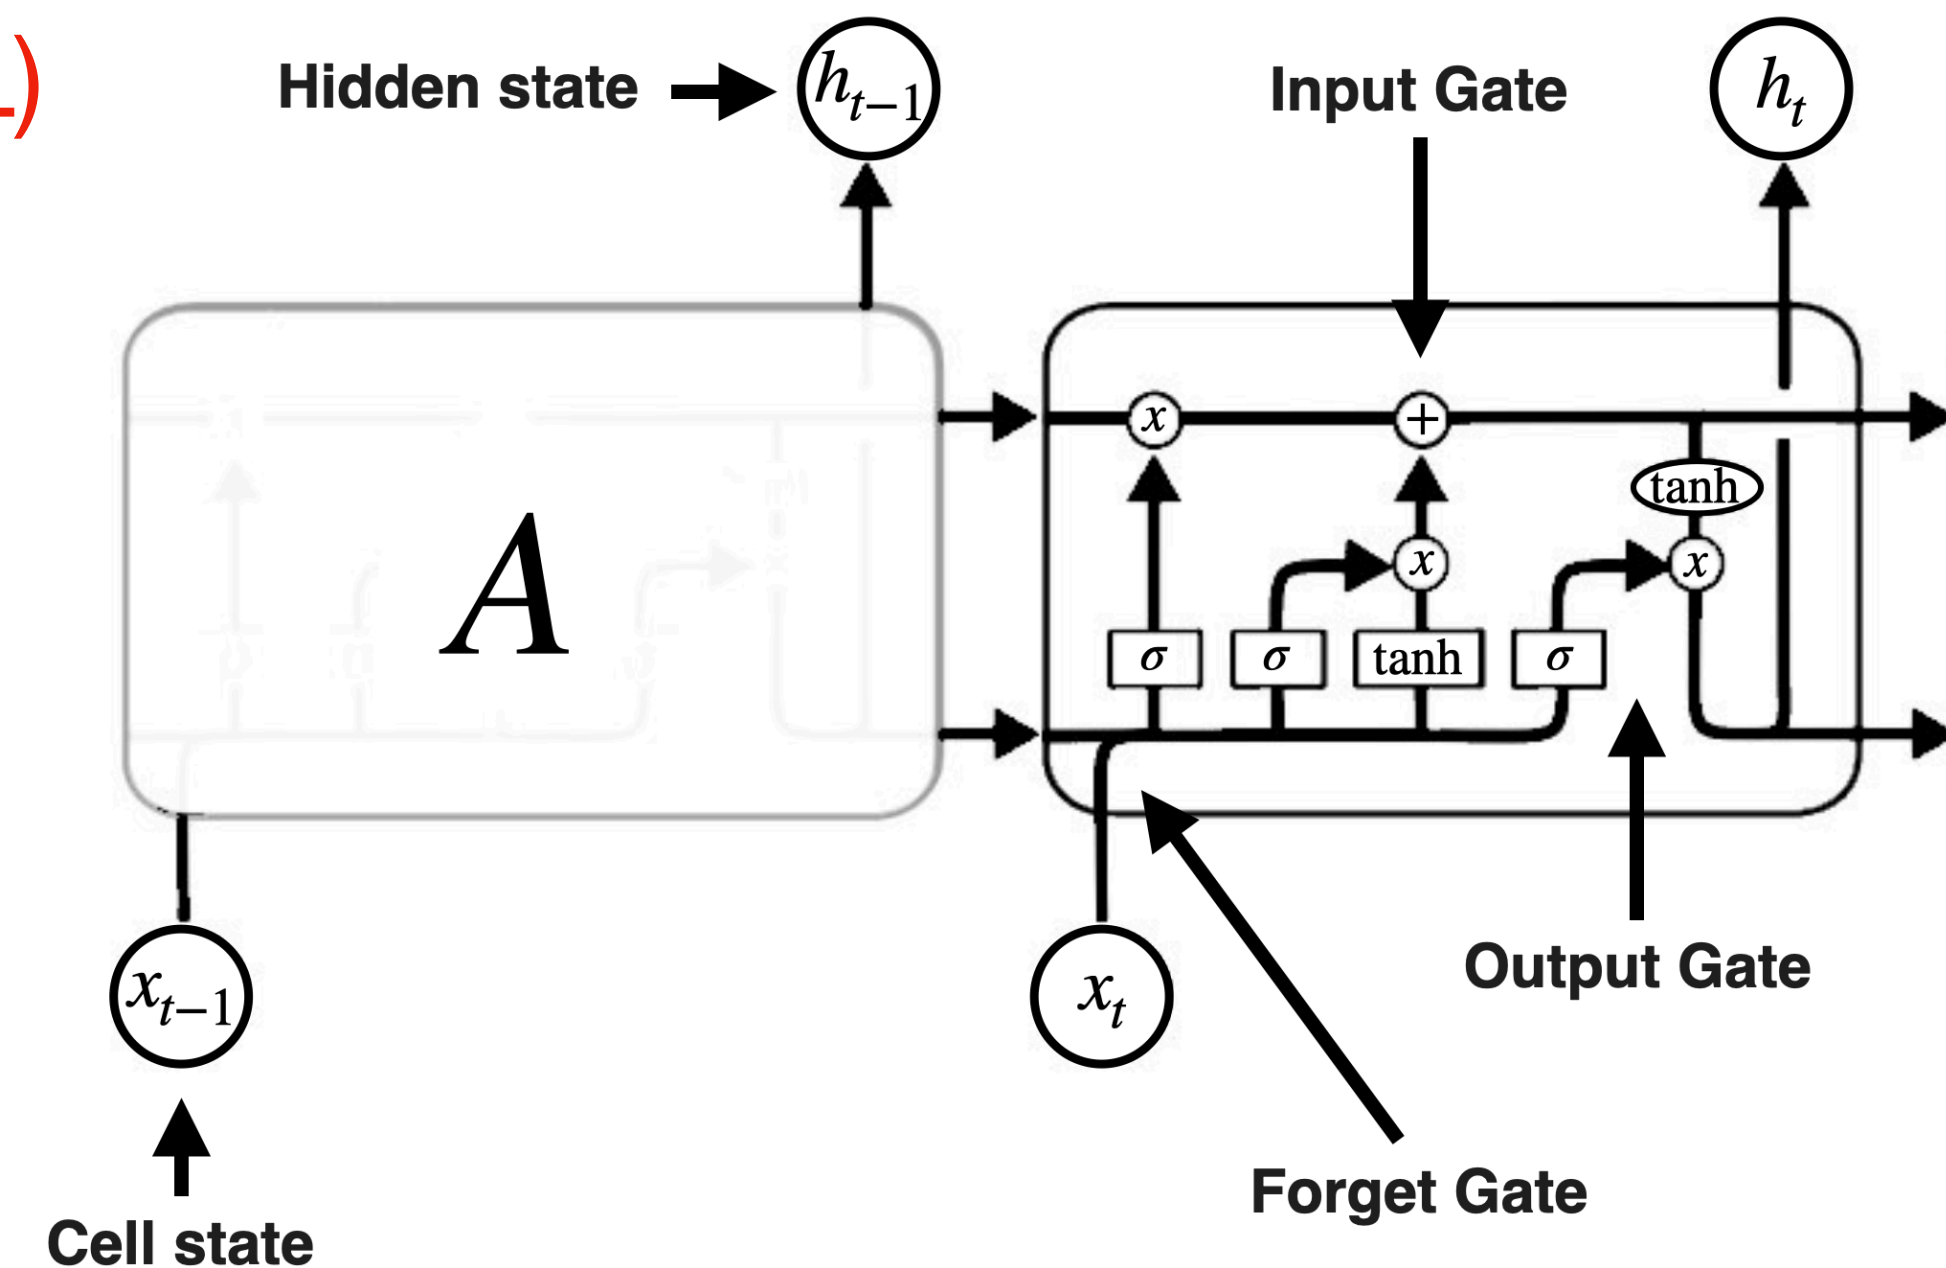 )
Hidden state
h_{t−1}
Input Gate
h_t
x
+
tanh
x
x
A
σ
σ
tanh
σ
x_{t−1}
x_t
Output Gate
Forget Gate
Cell state